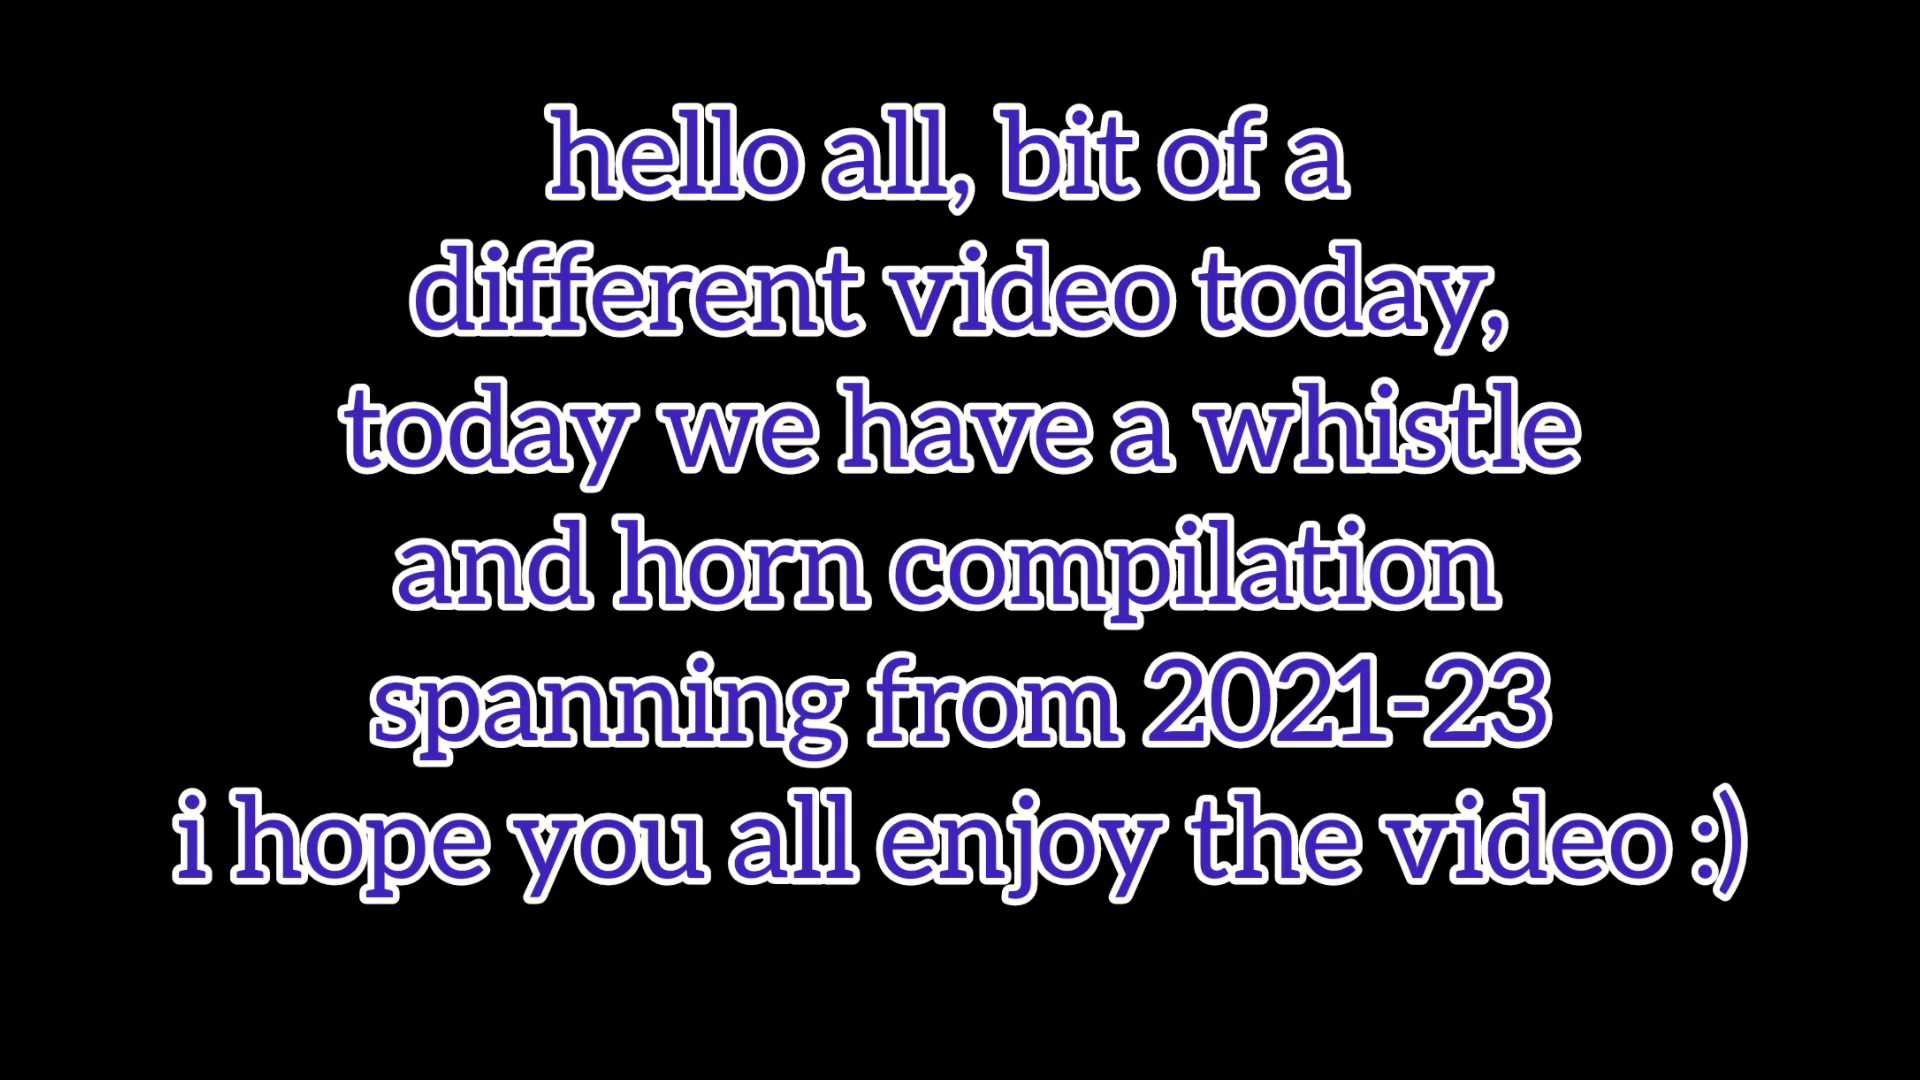 hello all, bit of a
different video today,
today we have a whistle
and horn compilation
spanning from 2021-23
i hope you all enjoy the video :)